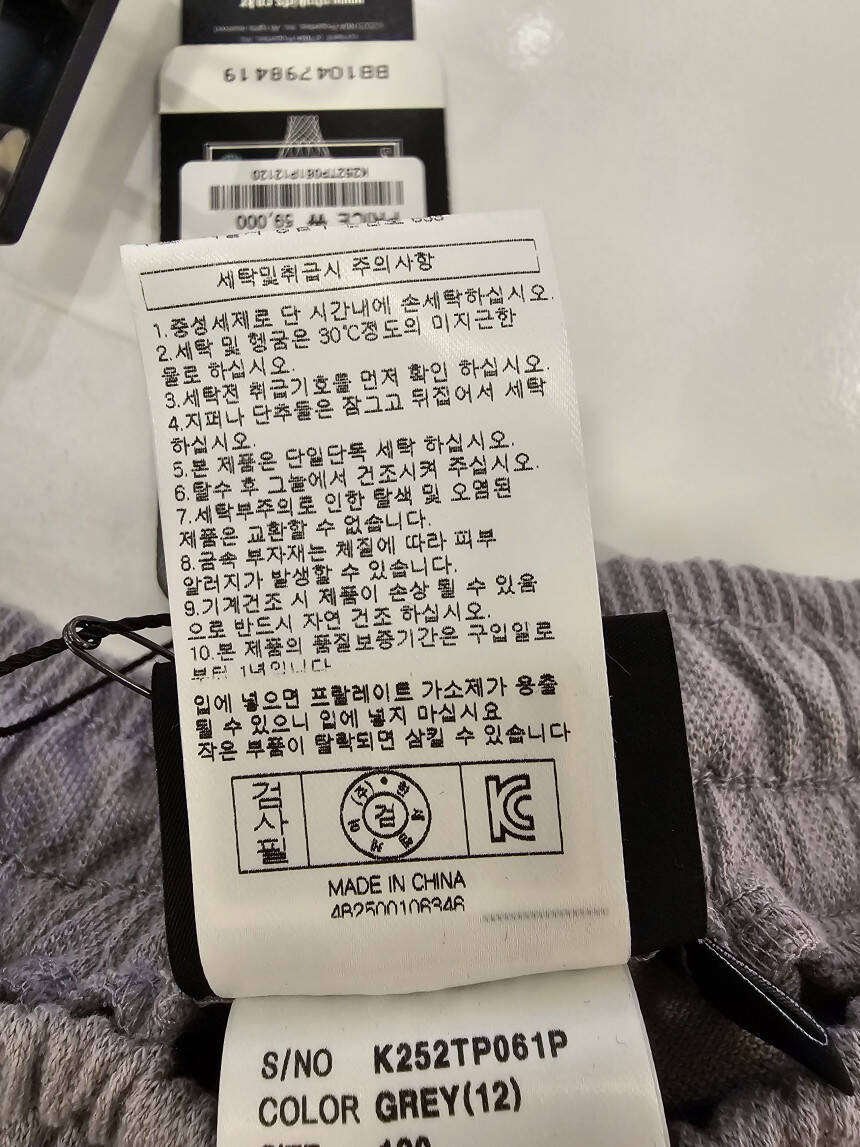 BB104798419
K252TP061P12120
PRICE ₩ 59,000
세탁및취급시 주의사항
1.중성세제로 단 시간내에 손세탁하십시오.
2.세탁 및 헹굼은 30℃정도의 미지근한
물로 하십시오.
3.세탁전 취급기호를 먼저 확인 하십시오.
4.지퍼나 단추들은 잠그고 뒤집어서 세탁
하십시오.
5.본 제품은 단일단독 세탁 하십시오.
6.탈수 후 그늘에서 건조시켜 주십시오.
7.세탁부주의로 인한 탈색 및 오염된
제품은 교환할 수 없습니다.
8.금속 부자재는 체질에 따라 피부
알러지가 발생할 수 있습니다.
9.기계건조 시 제품이 손상 될 수 있음
으로 반드시 자연 건조 하십시오.
10.본 제품의 품질보증기간은 구입일로
부터 1년입니다
입에 넣으면 프탈레이트 가소제가 용출
될 수 있으니 입에 넣지 마십시요
작은 부품이 탈락되면 삼킬 수 있습니다
검사필
검
KC
MADE IN CHINA
482500106346
S/NO K252TP061P
COLOR GREY(12)